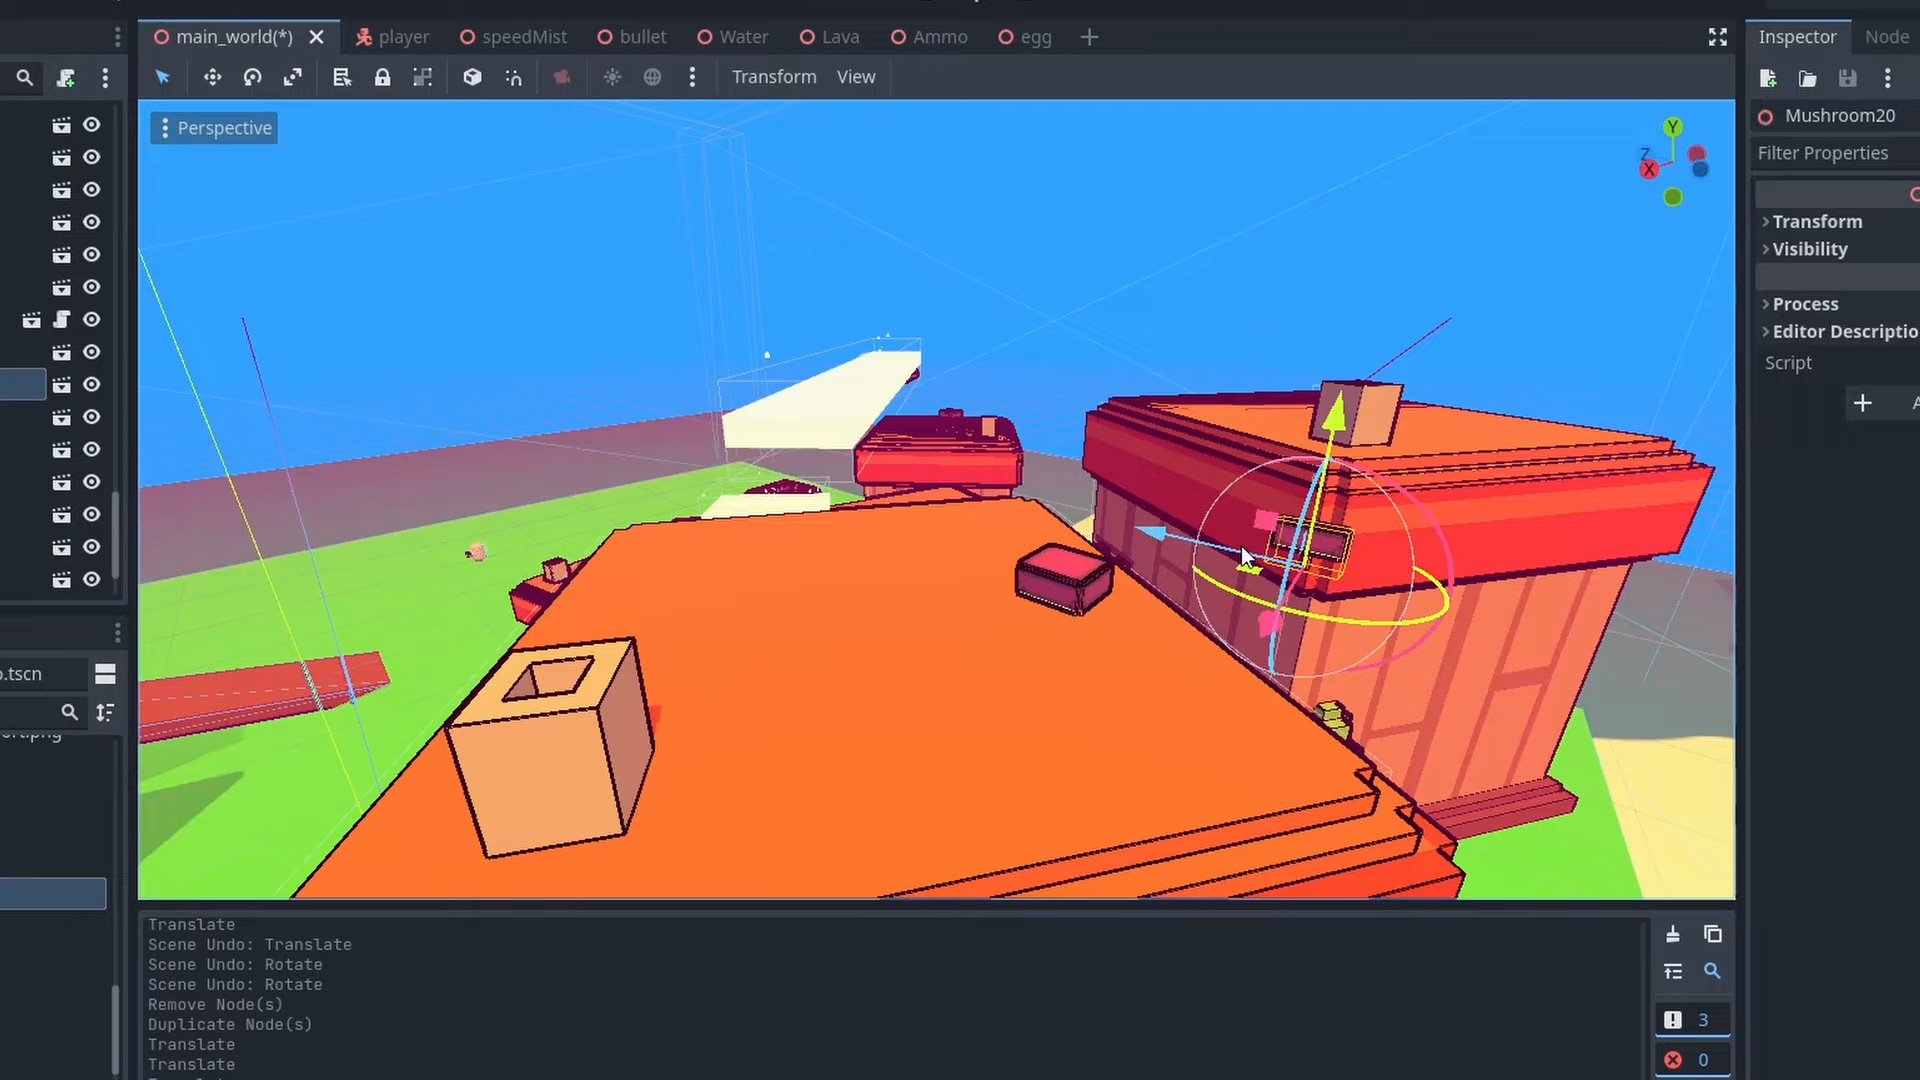 main_world(*) player speedMist bullet Water Lava Ammo egg
Inspector Node
Transform View
Perspective
Y
Z
X
Mushroom20
Filter Properties
Transform
Visibility
Process
Editor Descriptio
Script
.tscn
Translate
Scene Undo: Translate
Scene Undo: Rotate
Scene Undo: Rotate
Remove Node(s)
Duplicate Node(s)
Translate
Translate
3
0